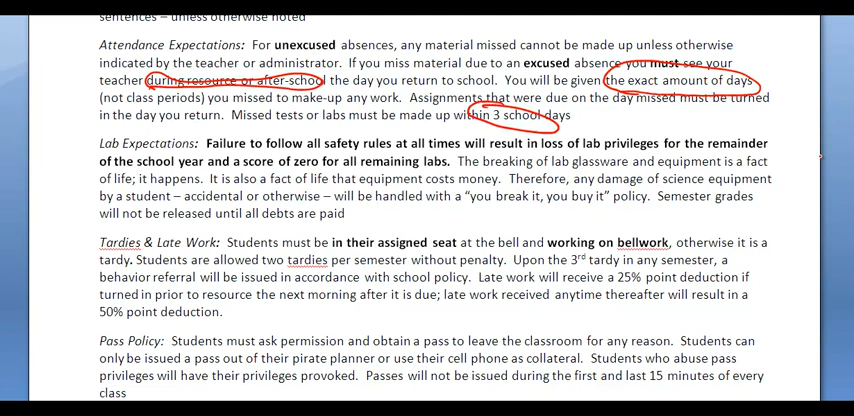 sentences – unless otherwise noted
Attendance Expectations:  For unexcused absences, any material missed cannot be made up unless otherwise
indicated by the teacher or administrator.  If you miss material due to an excused absence you must see your
teacher during resource or after-school the day you return to school.  You will be given the exact amount of days
(not class periods) you missed to make-up any work.  Assignments that were due on the day missed must be turned
in the day you return.  Missed tests or labs must be made up within 3 school days
Lab Expectations:  Failure to follow all safety rules at all times will result in loss of lab privileges for the remainder
of the school year and a score of zero for all remaining labs.  The breaking of lab glassware and equipment is a fact
of life; it happens.  It is also a fact of life that equipment costs money.  Therefore, any damage of science equipment
by a student – accidental or otherwise – will be handled with a “you break it, you buy it” policy.  Semester grades
will not be released until all debts are paid
Tardies & Late Work:  Students must be in their assigned seat at the bell and working on bellwork, otherwise it is a
tardy. Students are allowed two tardies per semester without penalty.  Upon the 3rd tardy in any semester, a
behavior referral will be issued in accordance with school policy.  Late work will receive a 25% point deduction if
turned in prior to resource the next morning after it is due; late work received anytime thereafter will result in a
50% point deduction.
Pass Policy:  Students must ask permission and obtain a pass to leave the classroom for any reason.  Students can
only be issued a pass out of their pirate planner or use their cell phone as collateral.  Students who abuse pass
privileges will have their privileges provoked.  Passes will not be issued during the first and last 15 minutes of every
class